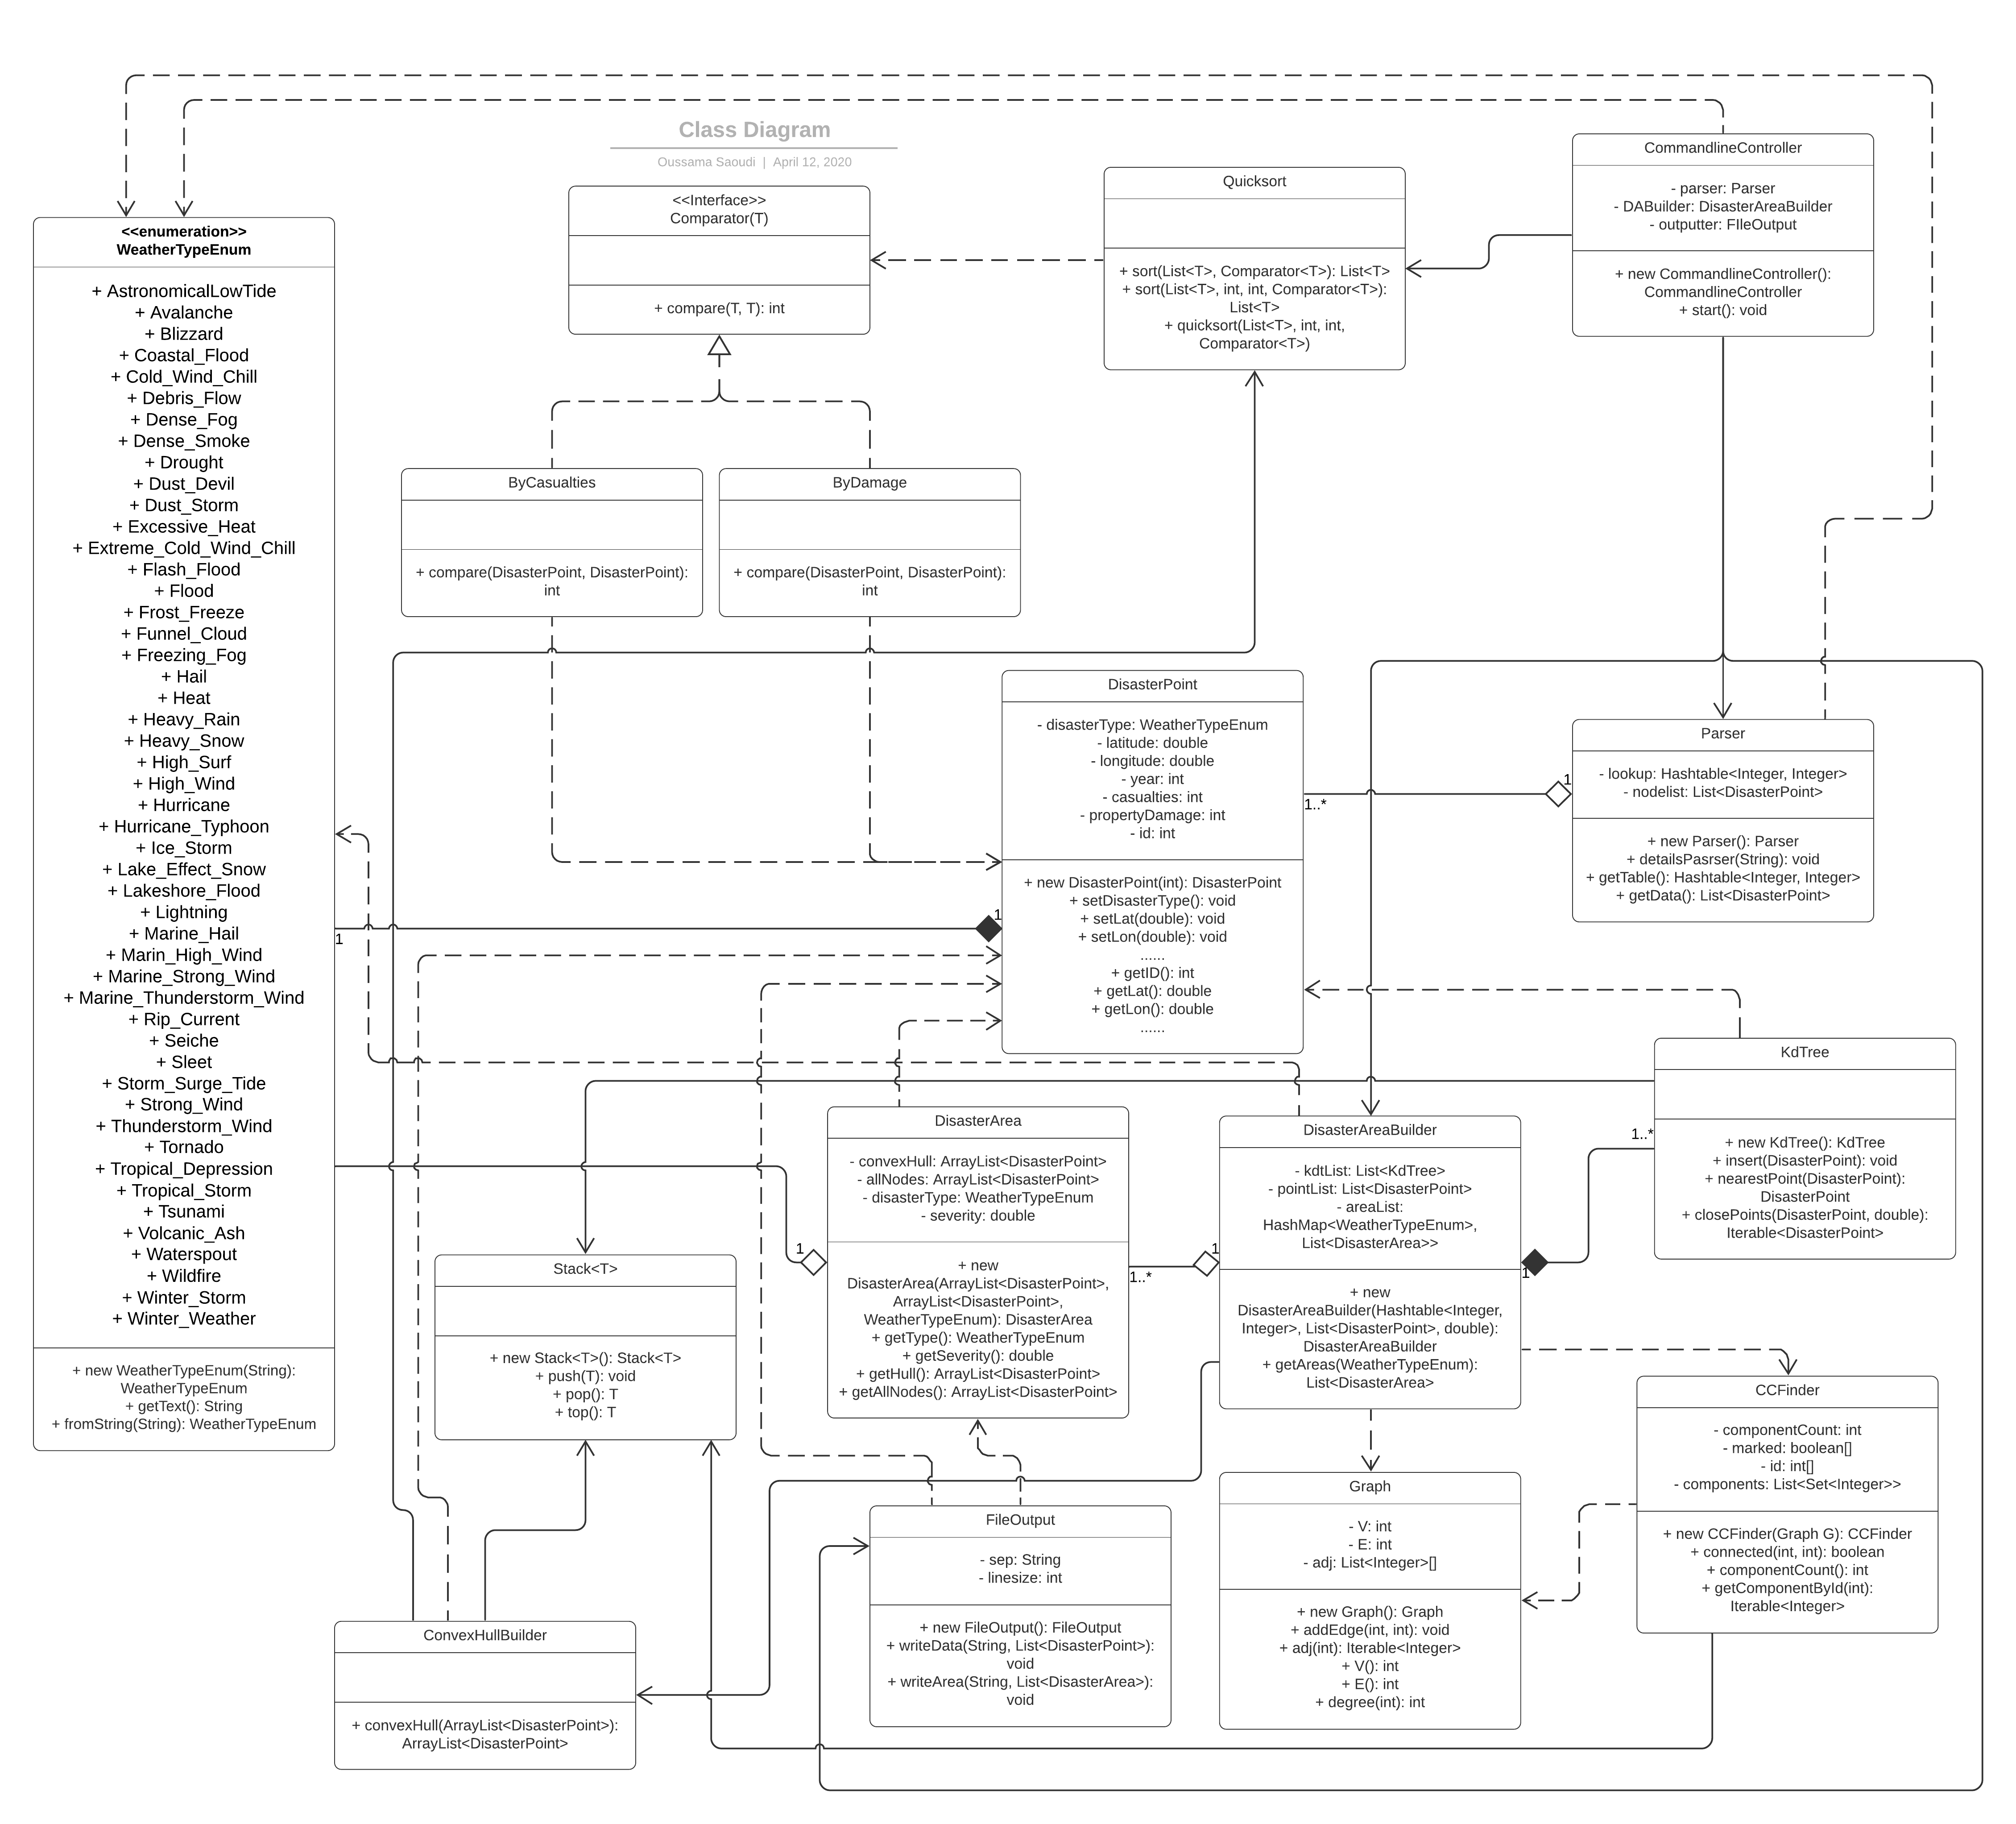 Class Diagram
Oussama Saoudi | April 12, 2020
<<enumeration>>
WeatherTypeEnum
+ AstronomicalLowTide
+ Avalanche
+ Blizzard
+ Coastal_Flood
+ Cold_Wind_Chill
+ Debris_Flow
+ Dense_Fog
+ Dense_Smoke
+ Drought
+ Dust_Devil
+ Dust_Storm
+ Excessive_Heat
+ Extreme_Cold_Wind_Chill
+ Flash_Flood
+ Flood
+ Frost_Freeze
+ Funnel_Cloud
+ Freezing_Fog
+ Hail
+ Heat
+ Heavy_Rain
+ Heavy_Snow
+ High_Surf
+ High_Wind
+ Hurricane
+ Hurricane_Typhoon
+ Ice_Storm
+ Lake_Effect_Snow
+ Lakeshore_Flood
+ Lightning
+ Marine_Hail
+ Marin_High_Wind
+ Marine_Strong_Wind
+ Marine_Thunderstorm_Wind
+ Rip_Current
+ Seiche
+ Sleet
+ Storm_Surge_Tide
+ Strong_Wind
+ Thunderstorm_Wind
+ Tornado
+ Tropical_Depression
+ Tropical_Storm
+ Tsunami
+ Volcanic_Ash
+ Waterspout
+ Wildfire
+ Winter_Storm
+ Winter_Weather
+ new WeatherTypeEnum(String):
WeatherTypeEnum
+ getText(): String
+ fromString(String): WeatherTypeEnum
<<Interface>>
Comparator(T)
+ compare(T, T): int
Quicksort
+ sort(List<T>, Comparator<T>): List<T>
+ sort(List<T>, int, int, Comparator<T>):
List<T>
+ quicksort(List<T>, int, int,
Comparator<T>)
CommandlineController
- parser: Parser
- DABuilder: DisasterAreaBuilder
- outputter: FIleOutput
+ new CommandlineController():
CommandlineController
+ start(): void
ByCasualties
+ compare(DisasterPoint, DisasterPoint):
int
ByDamage
+ compare(DisasterPoint, DisasterPoint):
int
DisasterPoint
- disasterType: WeatherTypeEnum
- latitude: double
- longitude: double
- year: int
- casualties: int
- propertyDamage: int
- id: int
+ new DisasterPoint(int): DisasterPoint
+ setDisasterType(): void
+ setLat(double): void
+ setLon(double): void
......
+ getID(): int
+ getLat(): double
+ getLon(): double
......
1
1
1..*
1
Parser
- lookup: Hashtable<Integer, Integer>
- nodelist: List<DisasterPoint>
+ new Parser(): Parser
+ detailsPasrser(String): void
+ getTable(): Hashtable<Integer, Integer>
+ getData(): List<DisasterPoint>
KdTree
+ new KdTree(): KdTree
+ insert(DisasterPoint): void
+ nearestPoint(DisasterPoint):
DisasterPoint
+ closePoints(DisasterPoint, double):
Iterable<DisasterPoint>
1..*
1
DisasterArea
- convexHull: ArrayList<DisasterPoint>
- allNodes: ArrayList<DisasterPoint>
- disasterType: WeatherTypeEnum
- severity: double
+ new
DisasterArea(ArrayList<DisasterPoint>,
ArrayList<DisasterPoint>,
WeatherTypeEnum): DisasterArea
+ getType(): WeatherTypeEnum
+ getSeverity(): double
+ getHull(): ArrayList<DisasterPoint>
+ getAllNodes(): ArrayList<DisasterPoint>
1
1..*
1
DisasterAreaBuilder
- kdtList: List<KdTree>
- pointList: List<DisasterPoint>
- areaList:
HashMap<WeatherTypeEnum>,
List<DisasterArea>>
+ new
DisasterAreaBuilder(Hashtable<Integer,
Integer>, List<DisasterPoint>, double):
DisasterAreaBuilder
+ getAreas(WeatherTypeEnum):
List<DisasterArea>
Stack<T>
+ new Stack<T>(): Stack<T>
+ push(T): void
+ pop(): T
+ top(): T
CCFinder
- componentCount: int
- marked: boolean[]
- id: int[]
- components: List<Set<Integer>>
+ new CCFinder(Graph G): CCFinder
+ connected(int, int): boolean
+ componentCount(): int
+ getComponentById(int):
Iterable<Integer>
Graph
- V: int
- E: int
- adj: List<Integer>[]
+ new Graph(): Graph
+ addEdge(int, int): void
+ adj(int): Iterable<Integer>
+ V(): int
+ E(): int
+ degree(int): int
FileOutput
- sep: String
- linesize: int
+ new FileOutput(): FileOutput
+ writeData(String, List<DisasterPoint>):
void
+ writeArea(String, List<DisasterArea>):
void
ConvexHullBuilder
+ convexHull(ArrayList<DisasterPoint>):
ArrayList<DisasterPoint>